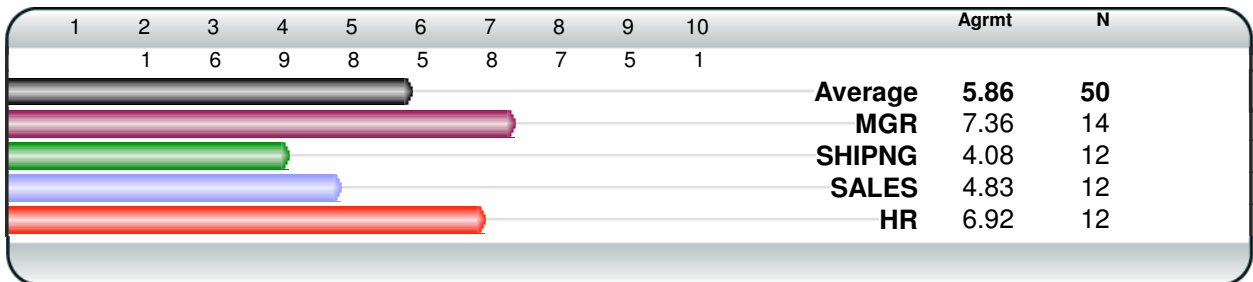 1 2 3 4 5 6 7 8 9 10 Agrmt N
1 6 9 8 5 8 7 5 1
Average 5.86 50
MGR 7.36 14
SHIPNG 4.08 12
SALES 4.83 12
HR 6.92 12